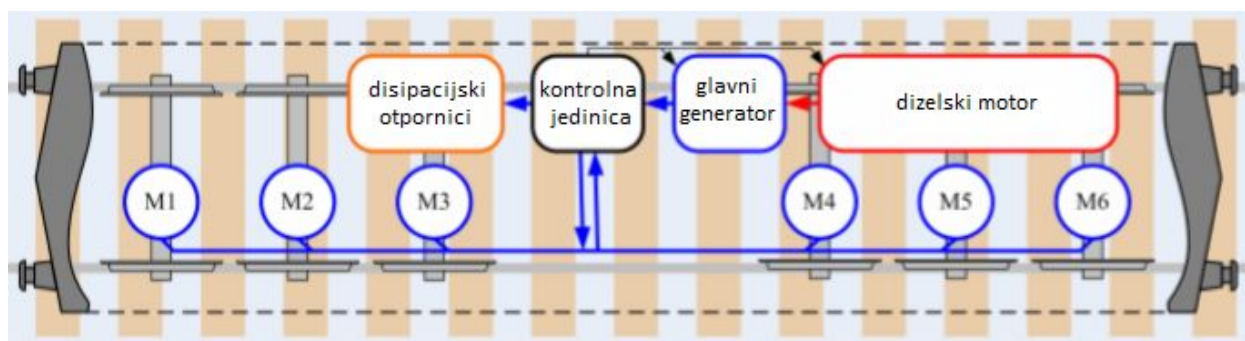 disipacijski
otpornici
kontrolna
jedinica
glavni
generator
dizelski motor
M1
M2
M3
M4
M5
M6